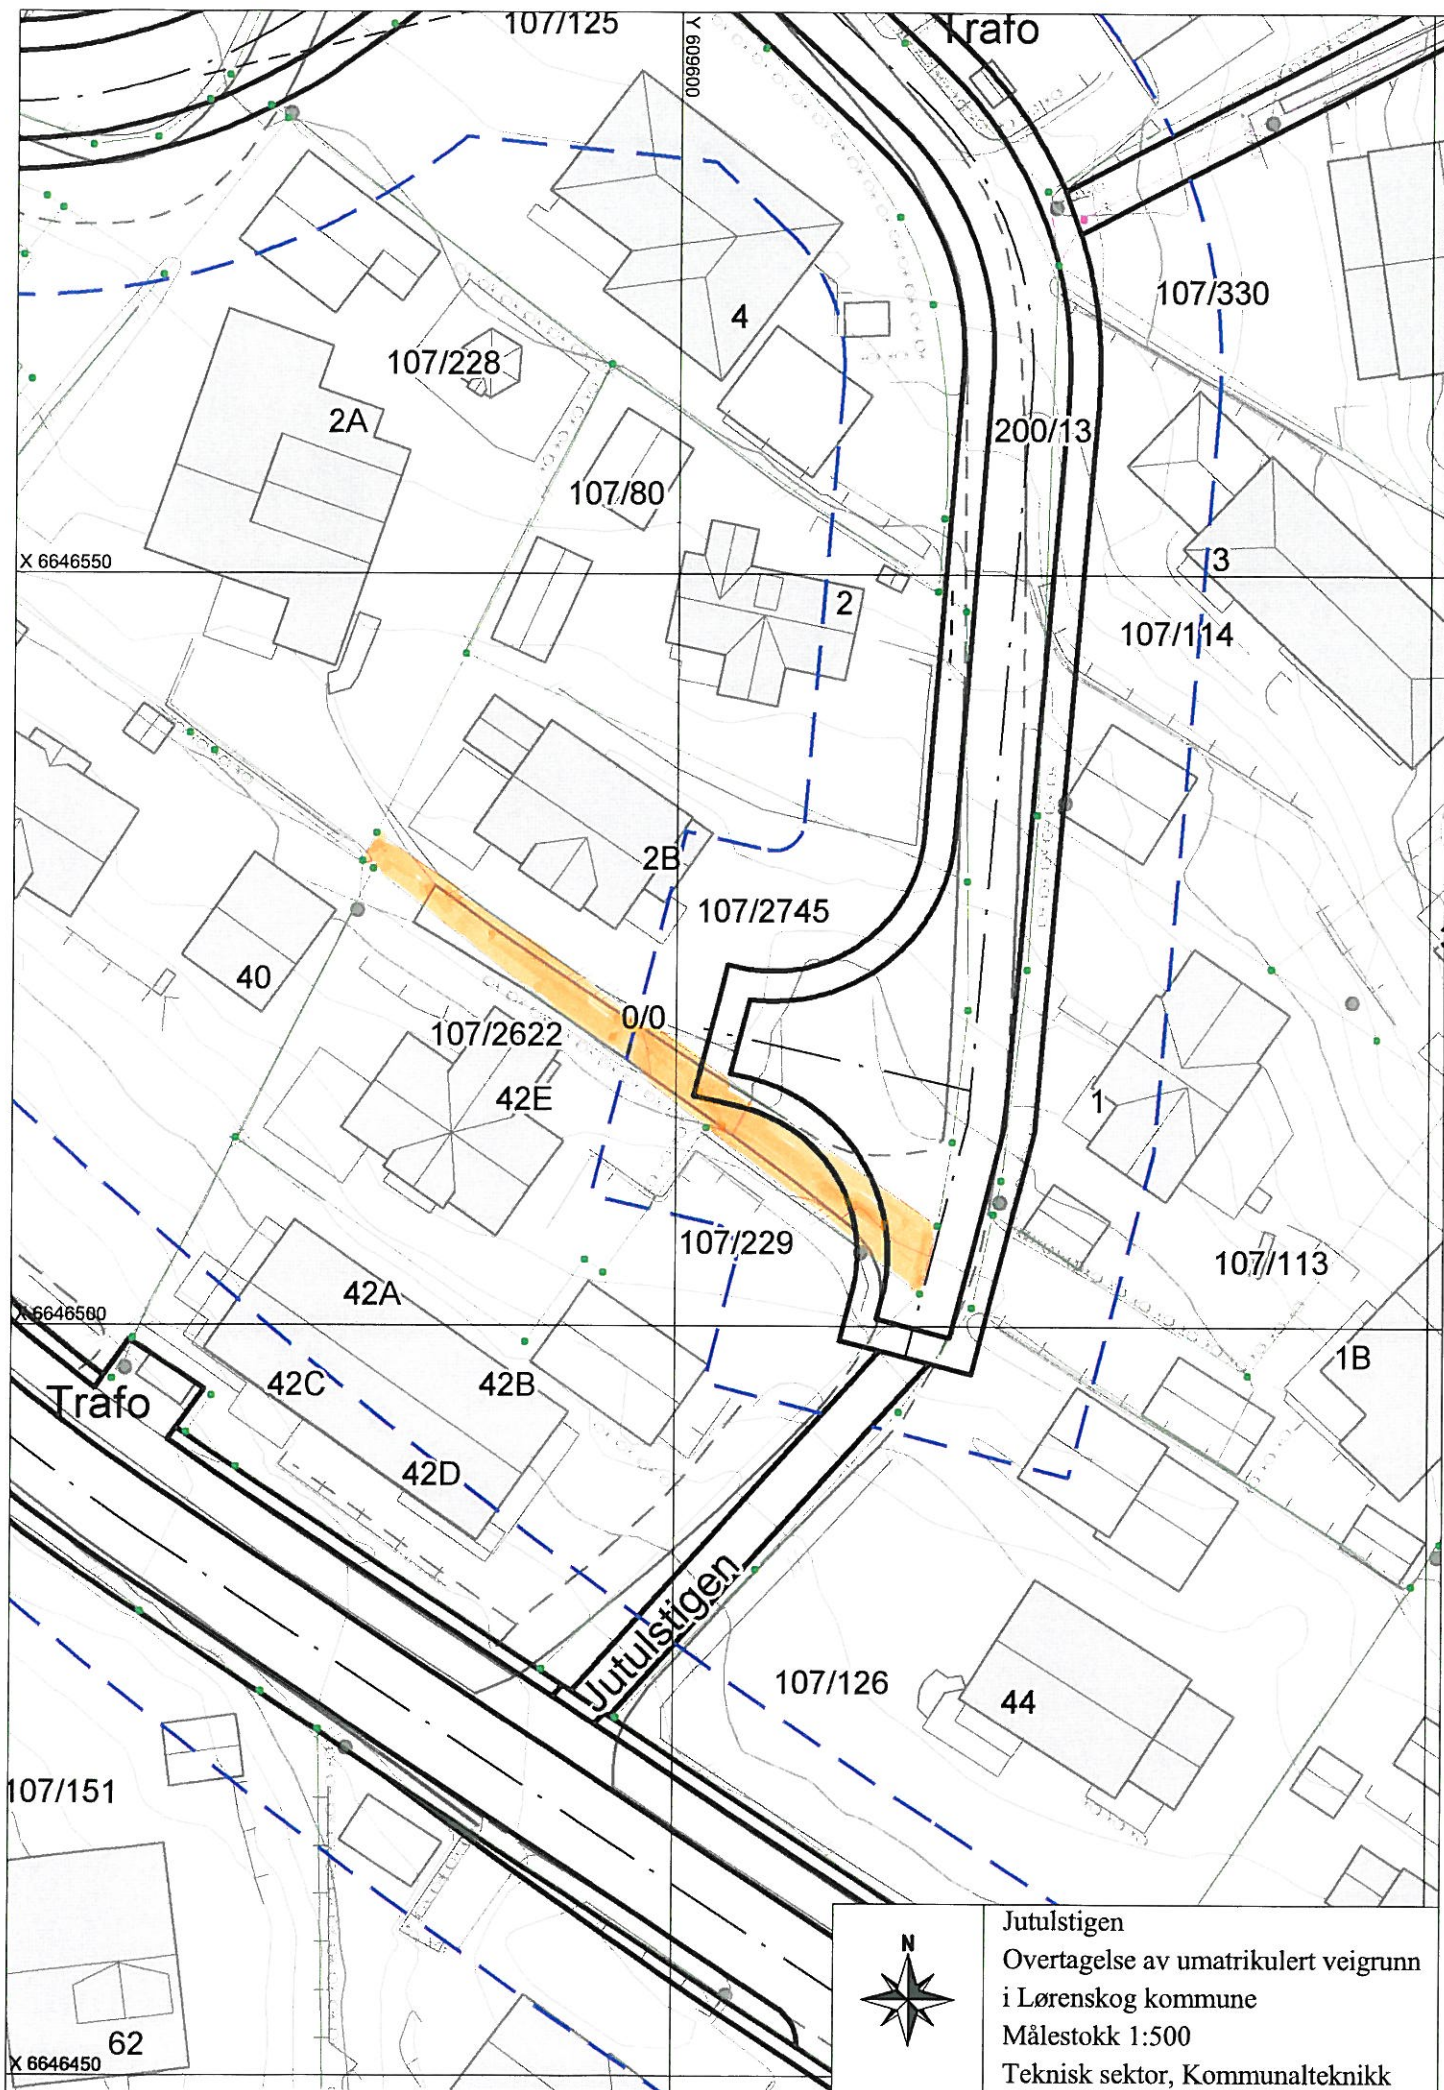 107/125
Y 609600
Trafo
107/330
4
107/228
2A
200/13
107/80
X 6646550
3
2
107/114
2B
107/2745
40
0/0
107/2622
42E
1
107/229
107/113
42A
X 6646500
1B
42C
42B
Trafo
42D
Jutulstigen
107/126
44
107/151
62
X 6646450
N
Jutulstigen
Overtagelse av umatrikulert veigrunn
i Lørenskog kommune
Målestokk 1:500
Teknisk sektor, Kommunalteknikk